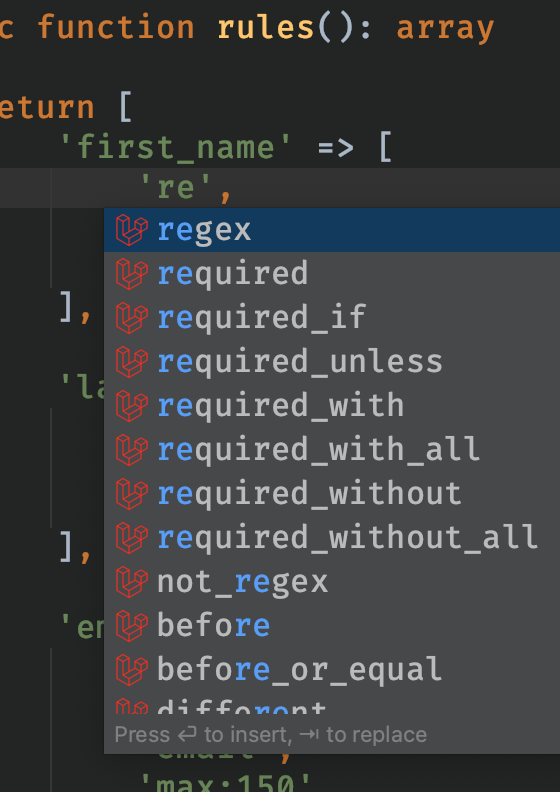 c function rules(): array
eturn [
'first_name' => [
're',
regex
required
required_if
],
required_unless
'la
required_with
required_with_all
required_without
required_without_all
],
not_regex
'em
before
before_or_equal
different
Press ↩ to insert, ⇥ to replace
'email',
'max:150'